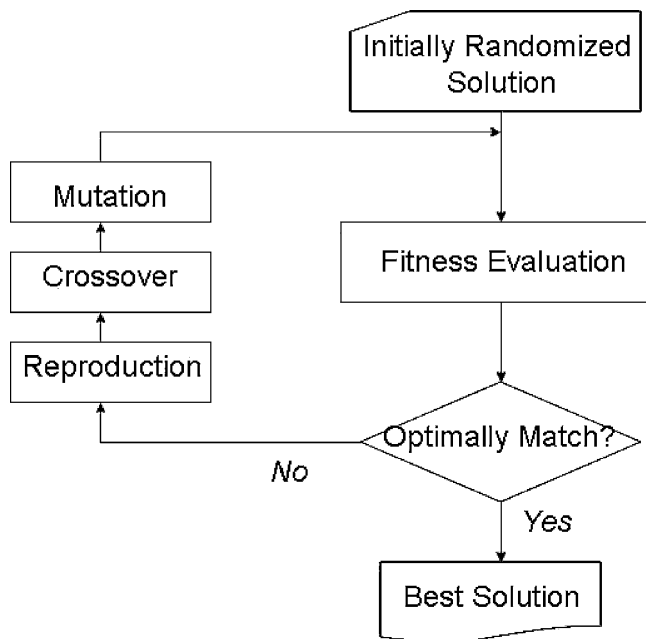 Initially Randomized
Solution
Mutation
Fitness Evaluation
Crossover
Reproduction
Optimally Match?
No
Yes
Best Solution